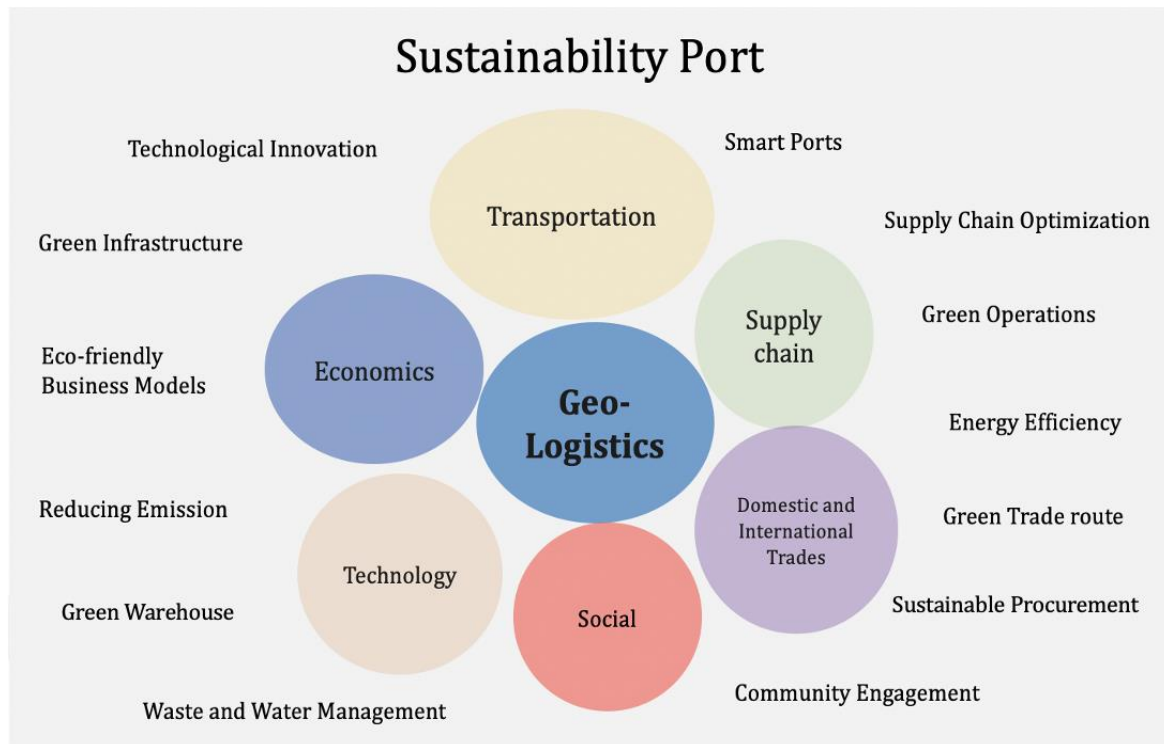 Sustainability Port
Technological Innovation
Smart Ports
Transportation
Supply Chain Optimization
Green Infrastructure
Supply
chain
Green Operations
Eco-friendly
Business Models
Economics
Geo-
Logistics
Energy Efficiency
Reducing Emission
Domestic and
International
Trades
Green Trade route
Technology
Green Warehouse
Social
Sustainable Procurement
Waste and Water Management
Community Engagement